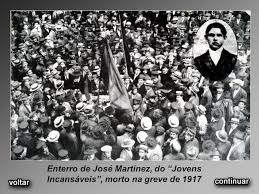 Enterro de José Martinez, do "Jovens
Incansáveis", morto na greve de 1917
voltar
continuar